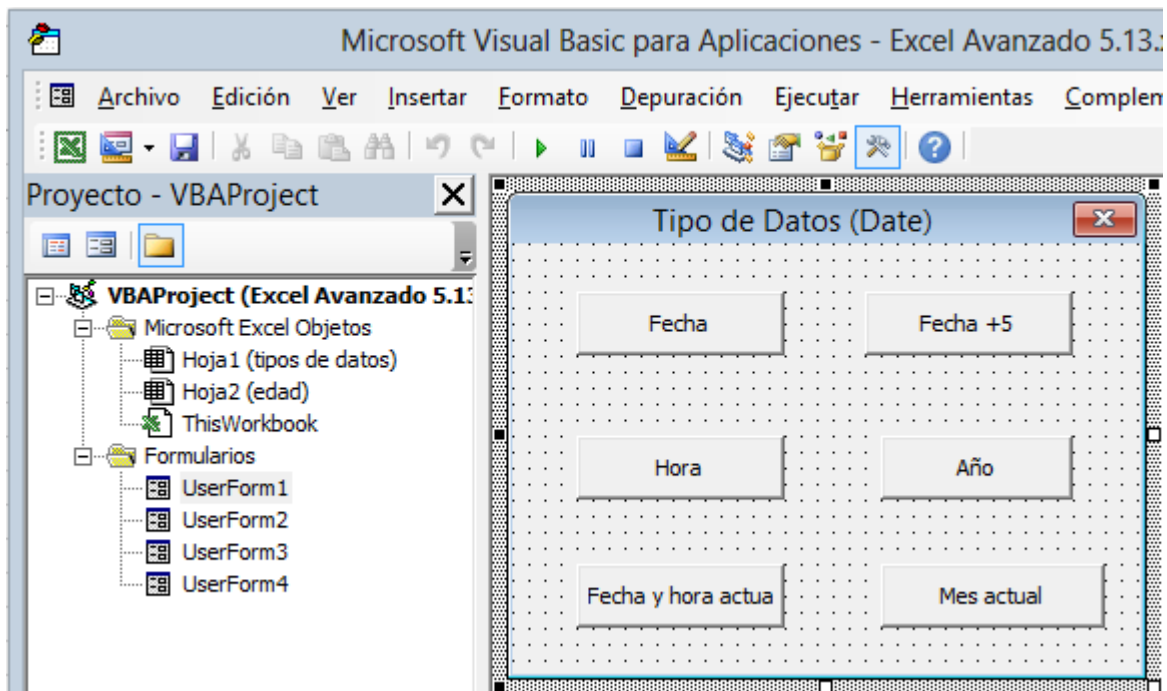 Microsoft Visual Basic para Aplicaciones - Excel Avanzado 5.13.
Archivo Edición Ver Insertar Formato Depuración Ejecutar Herramientas Complem
Proyecto - VBAProject
VBAProject (Excel Avanzado 5.13
Microsoft Excel Objetos
Hoja1 (tipos de datos)
Hoja2 (edad)
ThisWorkbook
Formularios
UserForm1
UserForm2
UserForm3
UserForm4
Tipo de Datos (Date)
Fecha
Fecha +5
Hora
Año
Fecha y hora actua
Mes actual